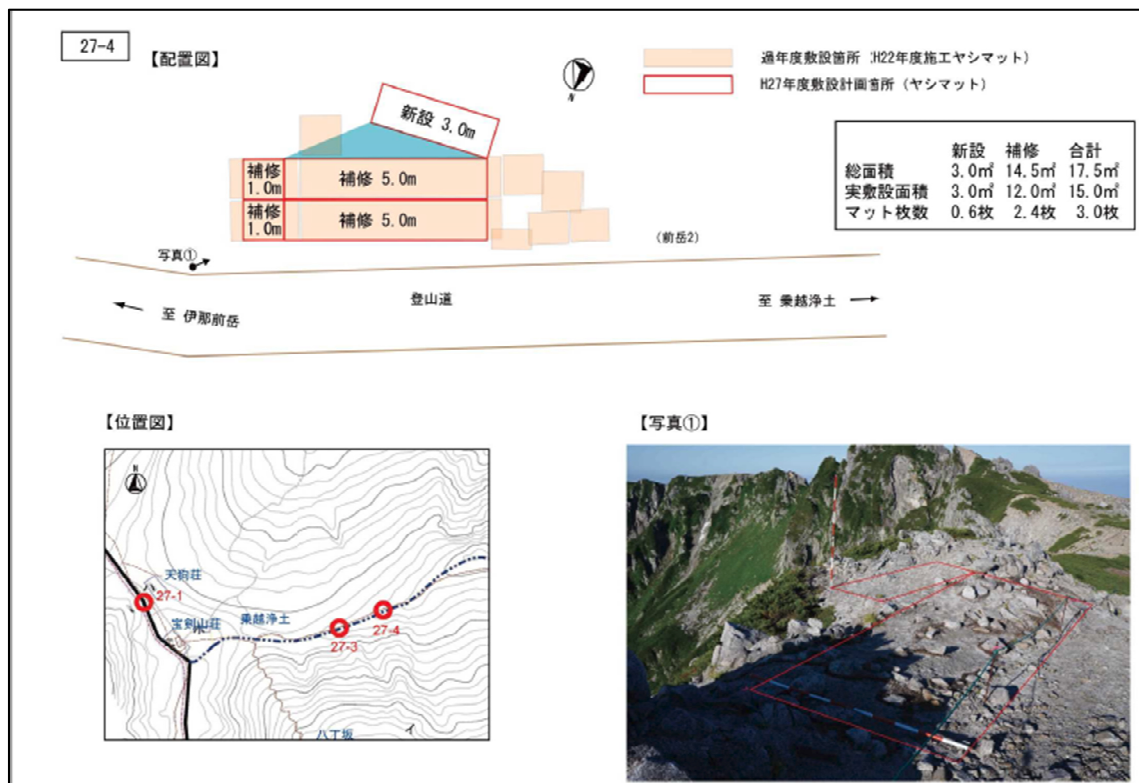 27-4
【配置図】
過年度敷設箇所（H22年度施工ヤシマット）
H27年度敷設計画箇所（ヤシマット）
N
新設 3.0m
補修
1.0m
補修 5.0m
補修
1.0m
補修 5.0m
新設 補修 合計
総面積 3.0㎡ 14.5㎡ 17.5㎡
実敷設面積 3.0㎡ 12.0㎡ 15.0㎡
マット枚数 0.6枚 2.4枚 3.0枚
(前岳2)
写真①
登山道
至 伊那前岳
至 乗越浄土
【位置図】
N
天狗荘
27-1
宝剣山荘
乗越浄土
27-3
27-4
八丁坂
イ
【写真①】